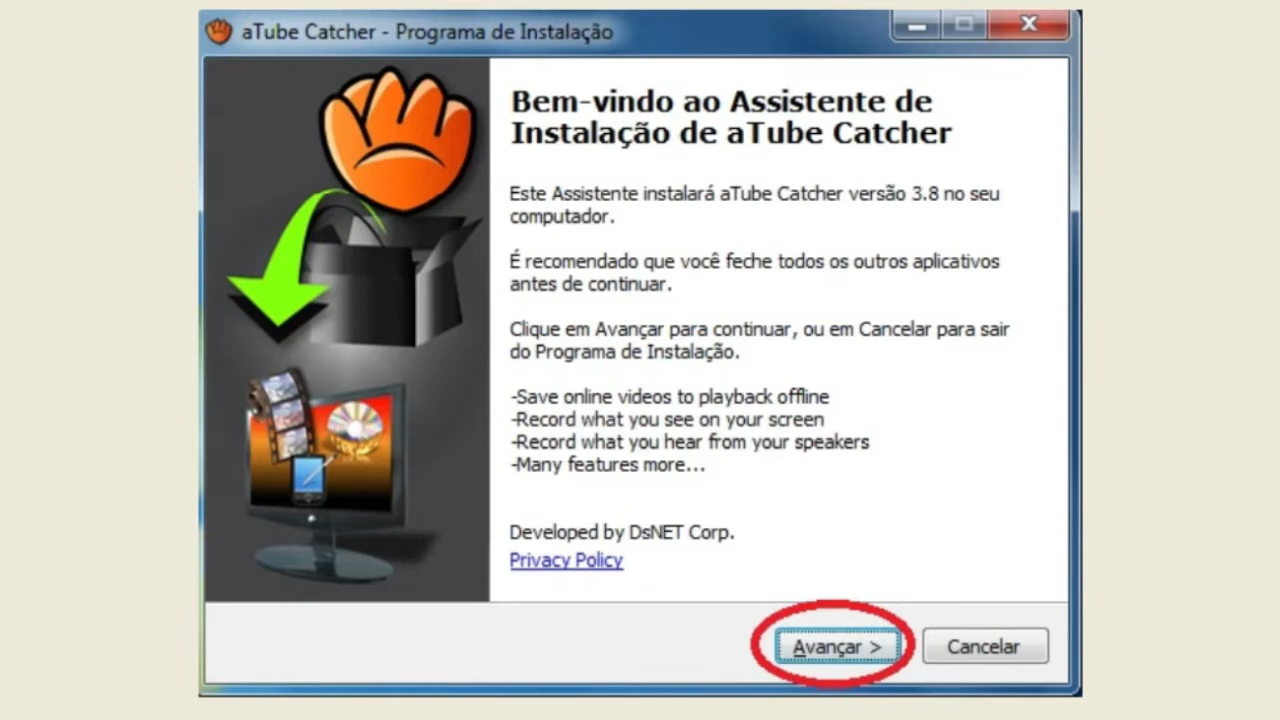 aTube Catcher - Programa de Instalação
Bem-vindo ao Assistente de
Instalação de aTube Catcher
Este Assistente instalará aTube Catcher versão 3.8 no seu
computador.
É recomendado que você feche todos os outros aplicativos
antes de continuar.
Clique em Avançar para continuar, ou em Cancelar para sair
do Programa de Instalação.
-Save online videos to playback offline
-Record what you see on your screen
-Record what you hear from your speakers
-Many features more...
Developed by DsNET Corp.
Privacy Policy
Avançar >
Cancelar